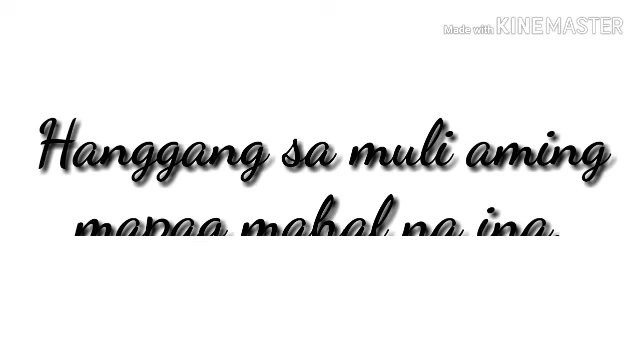 Made with KINEMASTER
Hanggang sa muli aming
mapag mahal na ina.